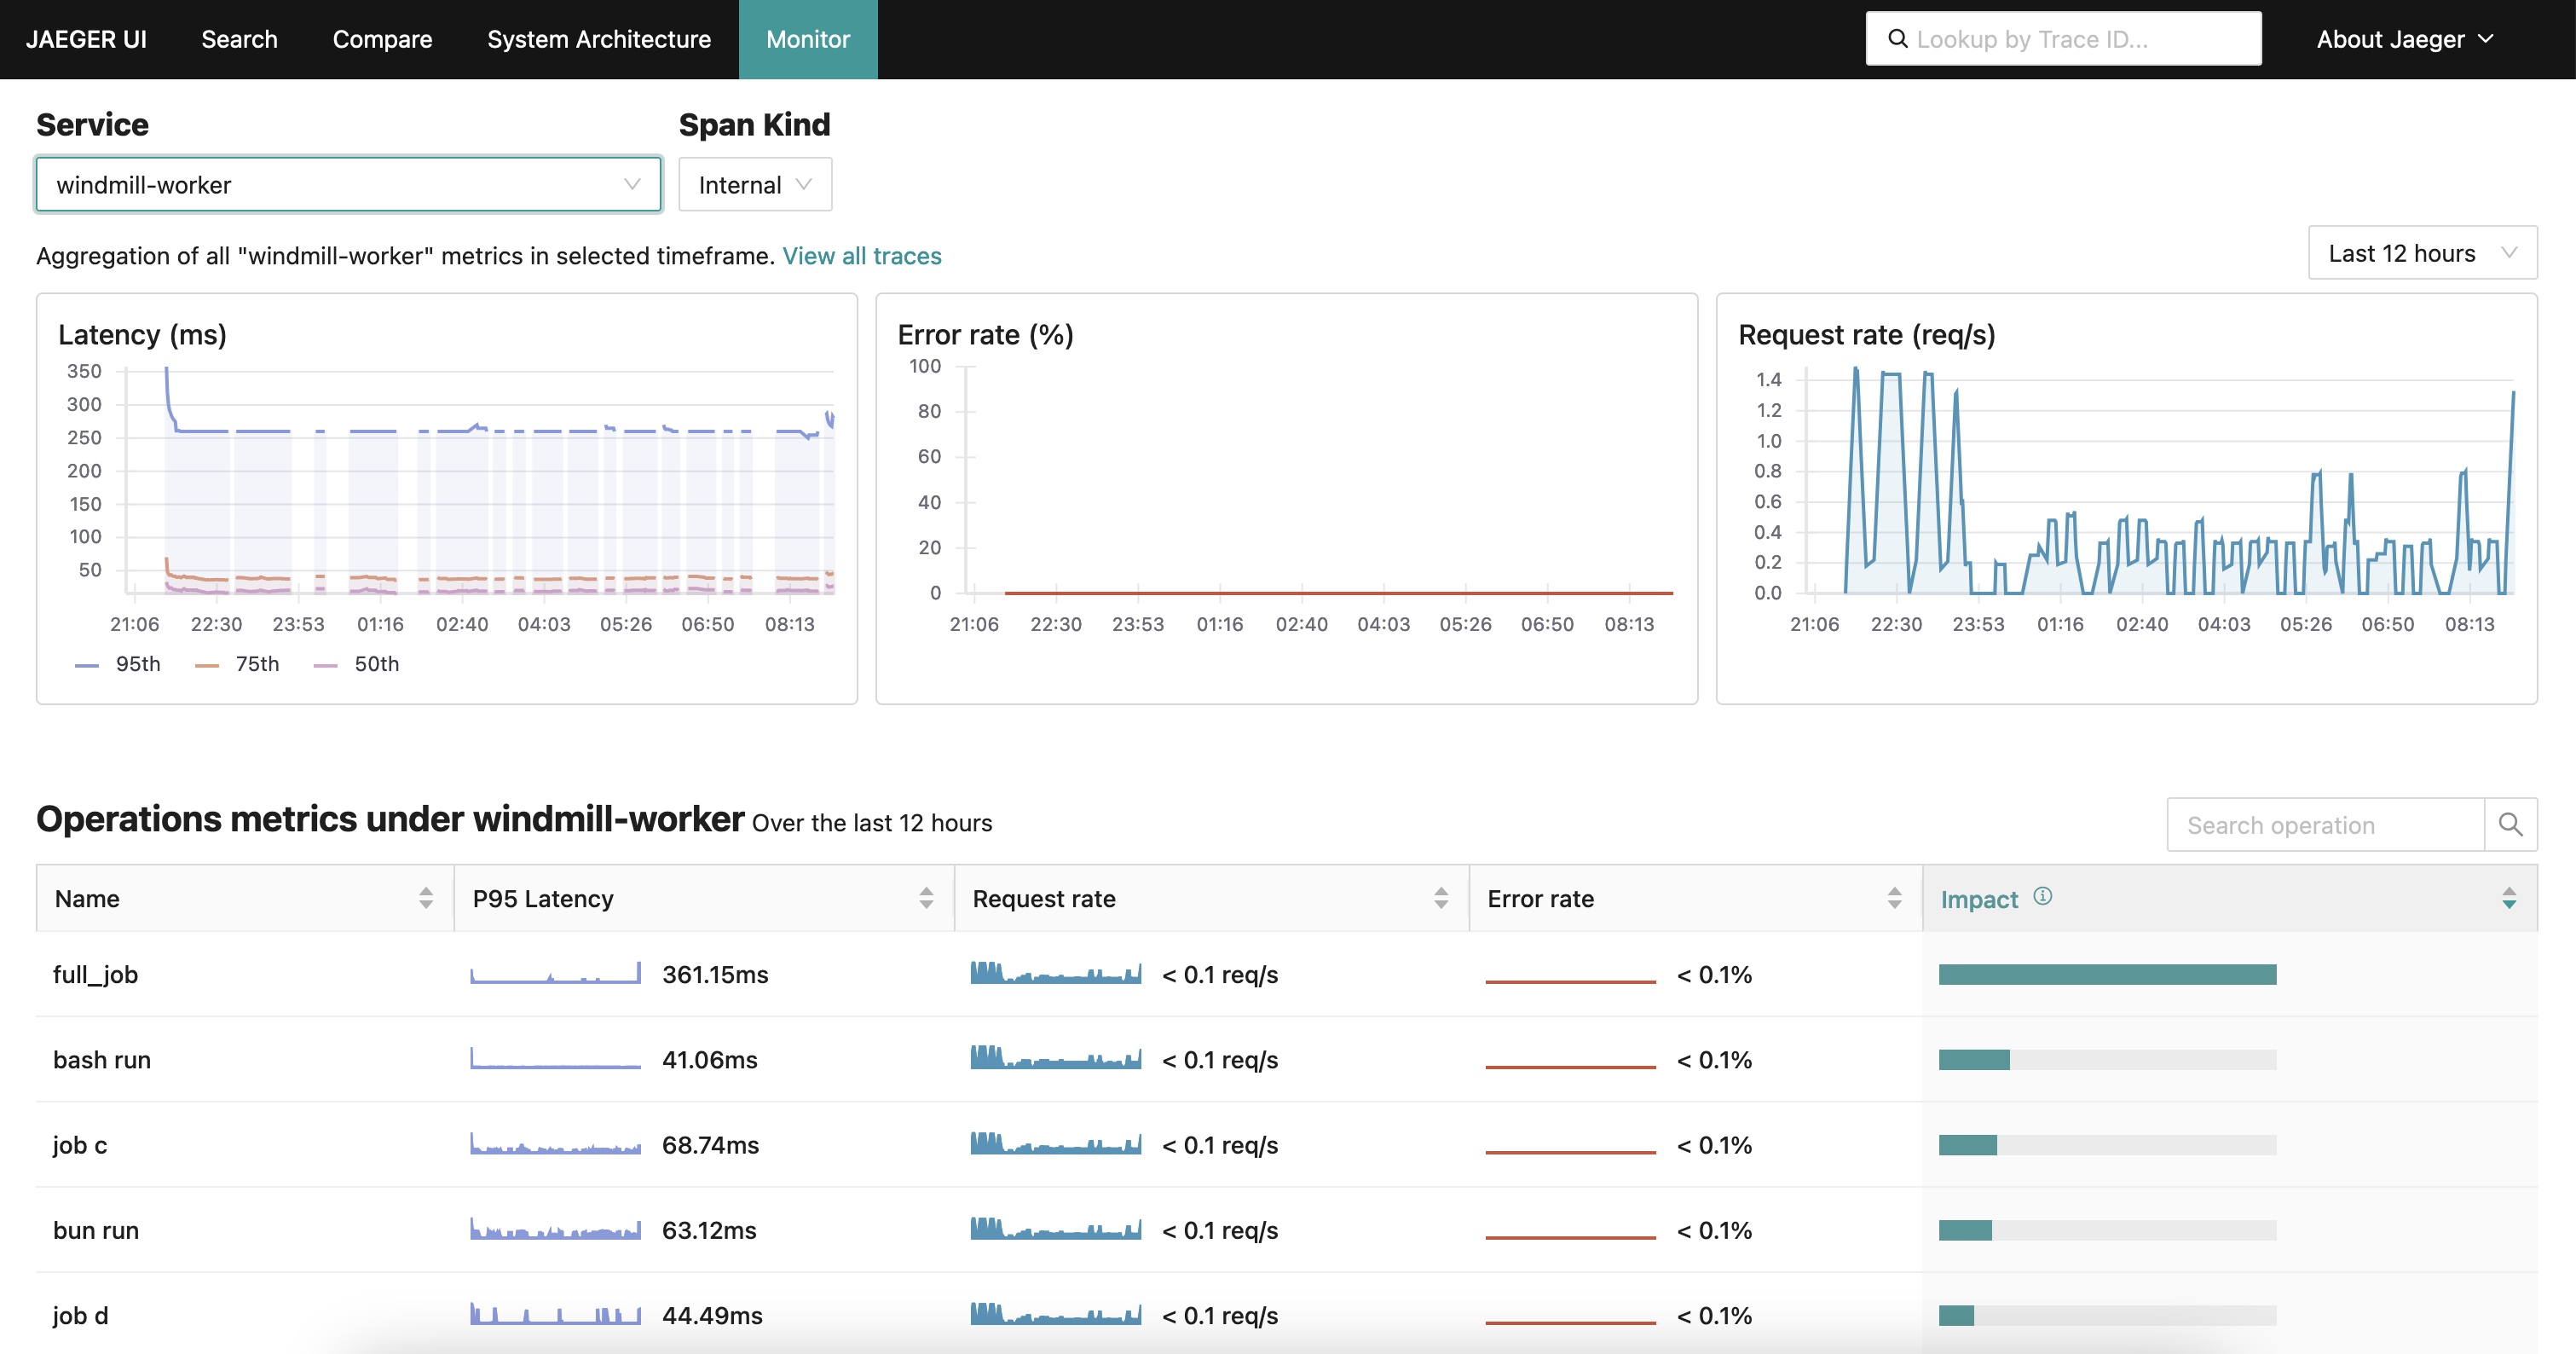 JAEGER UI Search Compare System Architecture Monitor Lookup by Trace ID... About Jaeger
Service Span Kind
windmill-worker Internal
Aggregation of all "windmill-worker" metrics in selected timeframe. View all traces Last 12 hours
Latency (ms)
350
300
250
200
150
100
50
21:06 22:30 23:53 01:16 02:40 04:03 05:26 06:50 08:13
95th 75th 50th
Error rate (%)
100
80
60
40
20
0
21:06 22:30 23:53 01:16 02:40 04:03 05:26 06:50 08:13
Request rate (req/s)
1.4
1.2
1.0
0.8
0.6
0.4
0.2
0.0
21:06 22:30 23:53 01:16 02:40 04:03 05:26 06:50 08:13
Operations metrics under windmill-worker Over the last 12 hours Search operation
Name P95 Latency Request rate Error rate Impact
full_job 361.15ms < 0.1 req/s < 0.1%
bash run 41.06ms < 0.1 req/s < 0.1%
job c 68.74ms < 0.1 req/s < 0.1%
bun run 63.12ms < 0.1 req/s < 0.1%
job d 44.49ms < 0.1 req/s < 0.1%